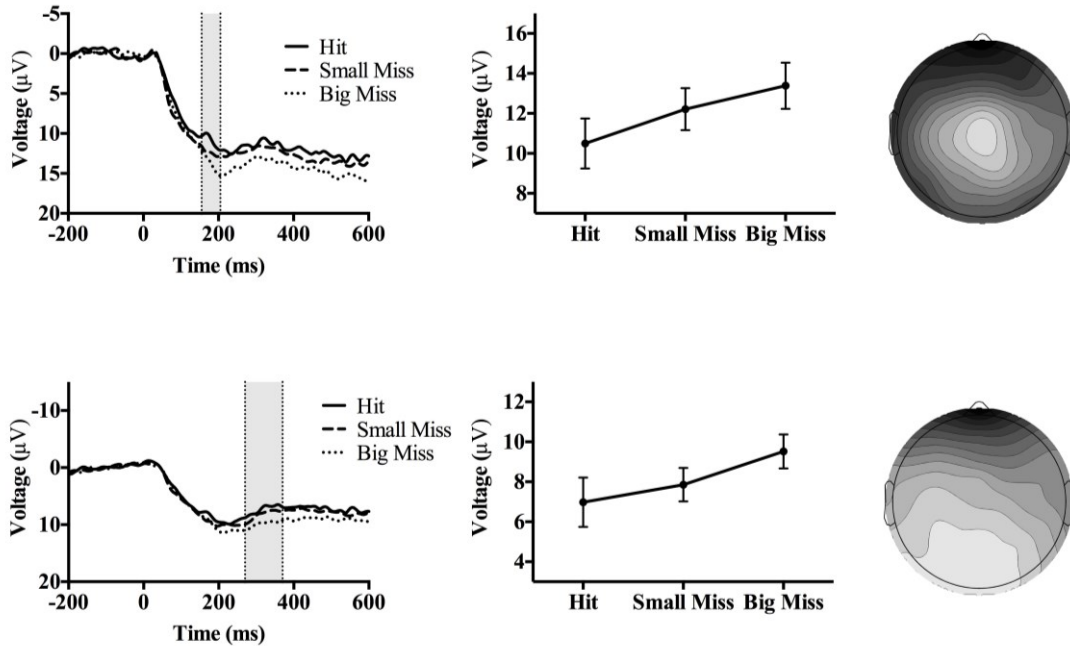 -5
0
5
10
15
20
Voltage (µV)
-200 0 200 400 600
Time (ms)
Hit
Small Miss
Big Miss
16
14
12
10
8
Voltage (µV)
Hit Small Miss Big Miss
-10
0
10
20
Voltage (µV)
-200 0 200 400 600
Time (ms)
Hit
Small Miss
Big Miss
12
10
8
6
4
Voltage (µV)
Hit Small Miss Big Miss